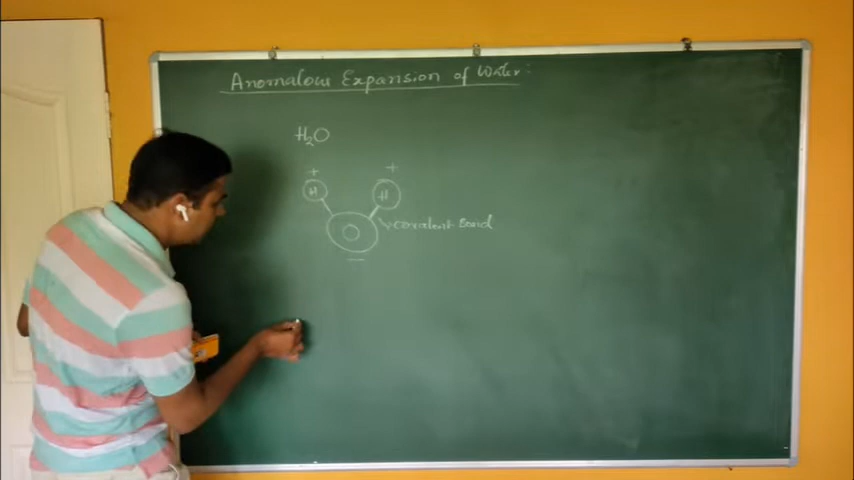 Anomalous Expansion of Water:
H₂O
+ +
H H
Covalent Bond
O
—